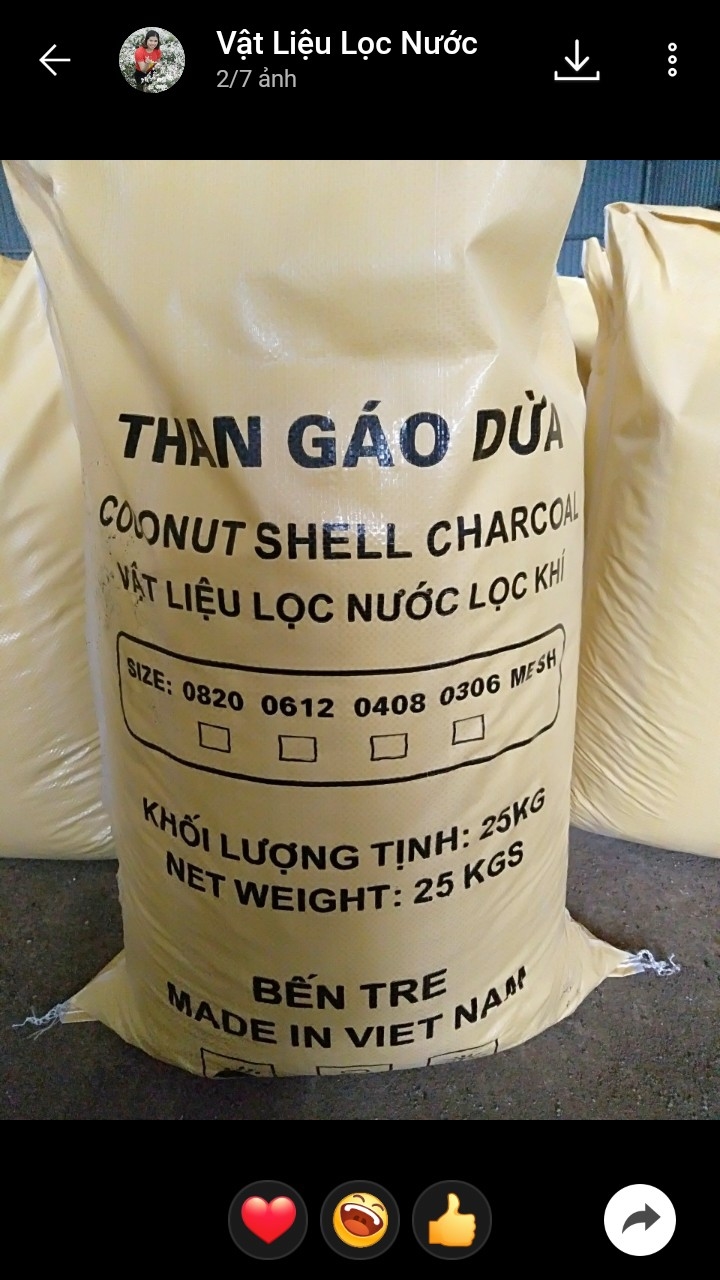 Vật Liệu Lọc Nước
2/7 ảnh
THAN GÁO DỪA
COCONUT SHELL CHARCOAL
VẬT LIỆU LỌC NƯỚC LỌC KHÍ
SIZE: 0820 0612 0408 0306 MESH
KHỐI LƯỢNG TỊNH: 25KG
NET WEIGHT: 25 KGS
BẾN TRE
MADE IN VIET NAM